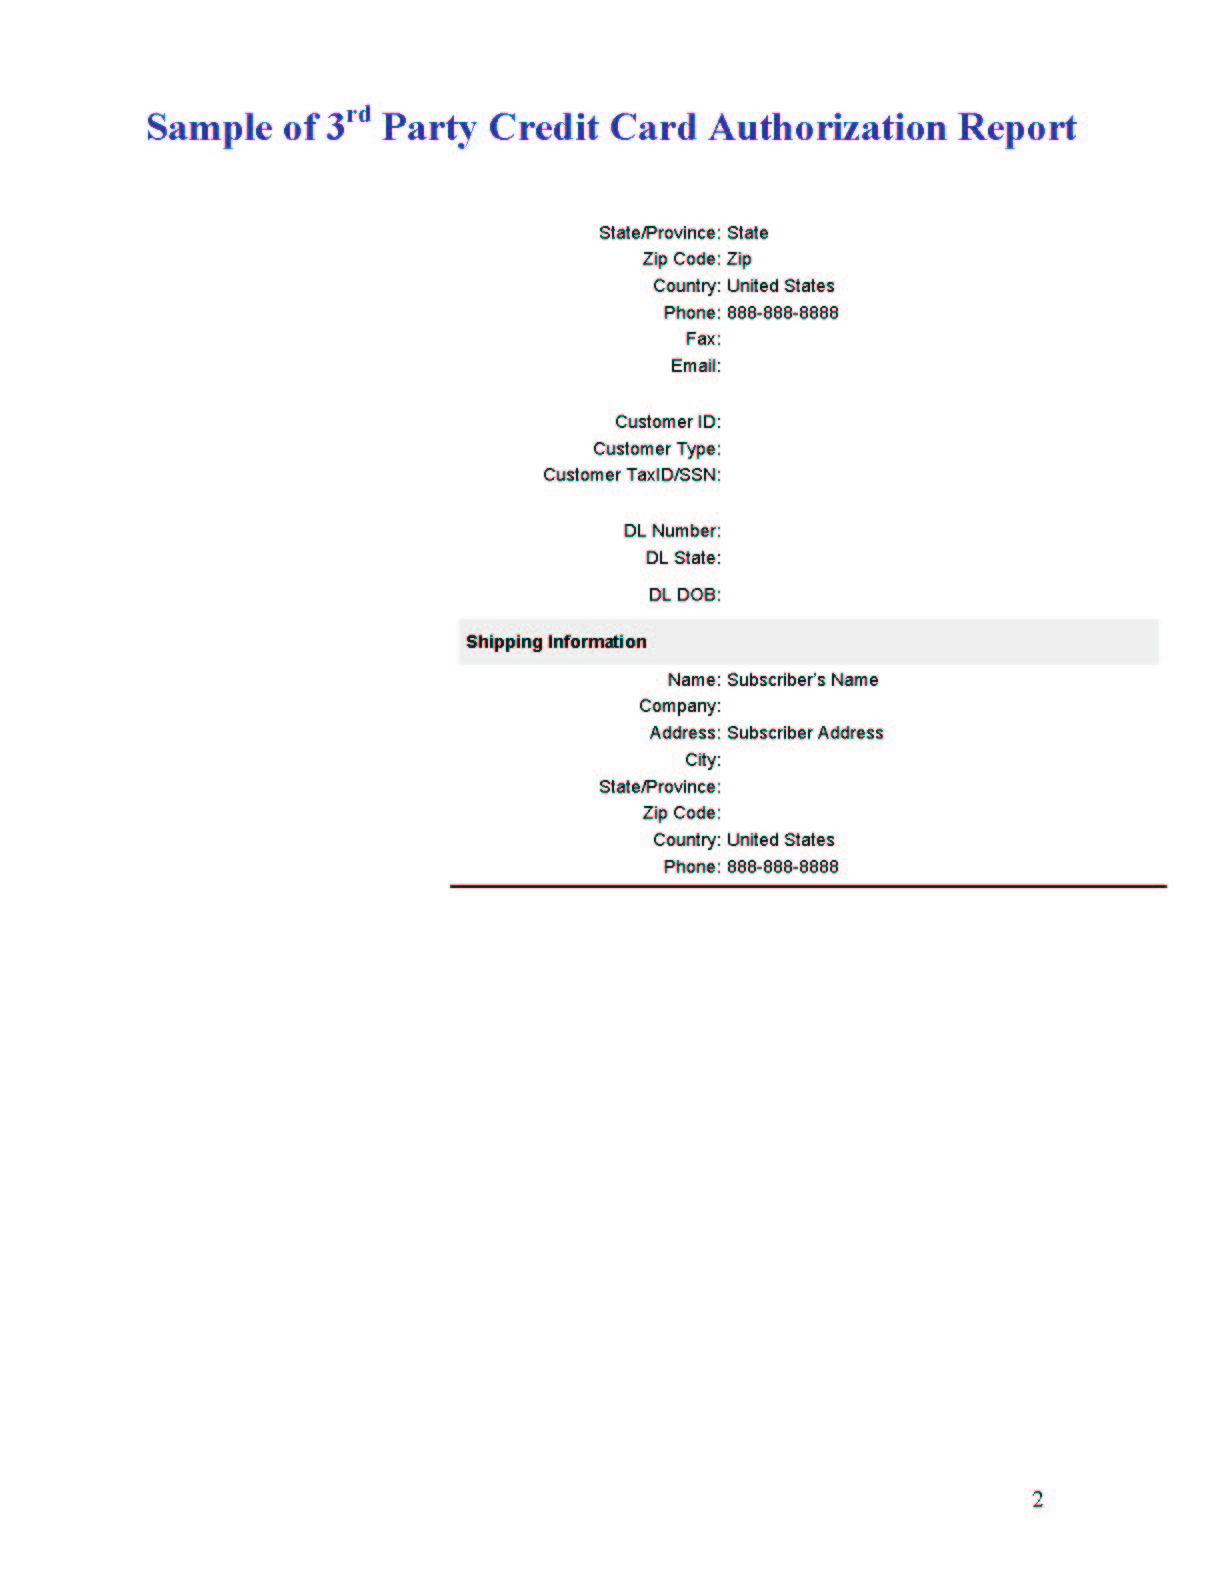 Sample of 3rd Party Credit Card Authorization Report
State/Province: State
Zip Code: Zip
Country: United States
Phone: 888-888-8888
Fax:
Email:
Customer ID:
Customer Type:
Customer TaxID/SSN:
DL Number:
DL State:
DL DOB:
Shipping Information
Name: Subscriber's Name
Company:
Address: Subscriber Address
City:
State/Province:
Zip Code:
Country: United States
Phone: 888-888-8888
2